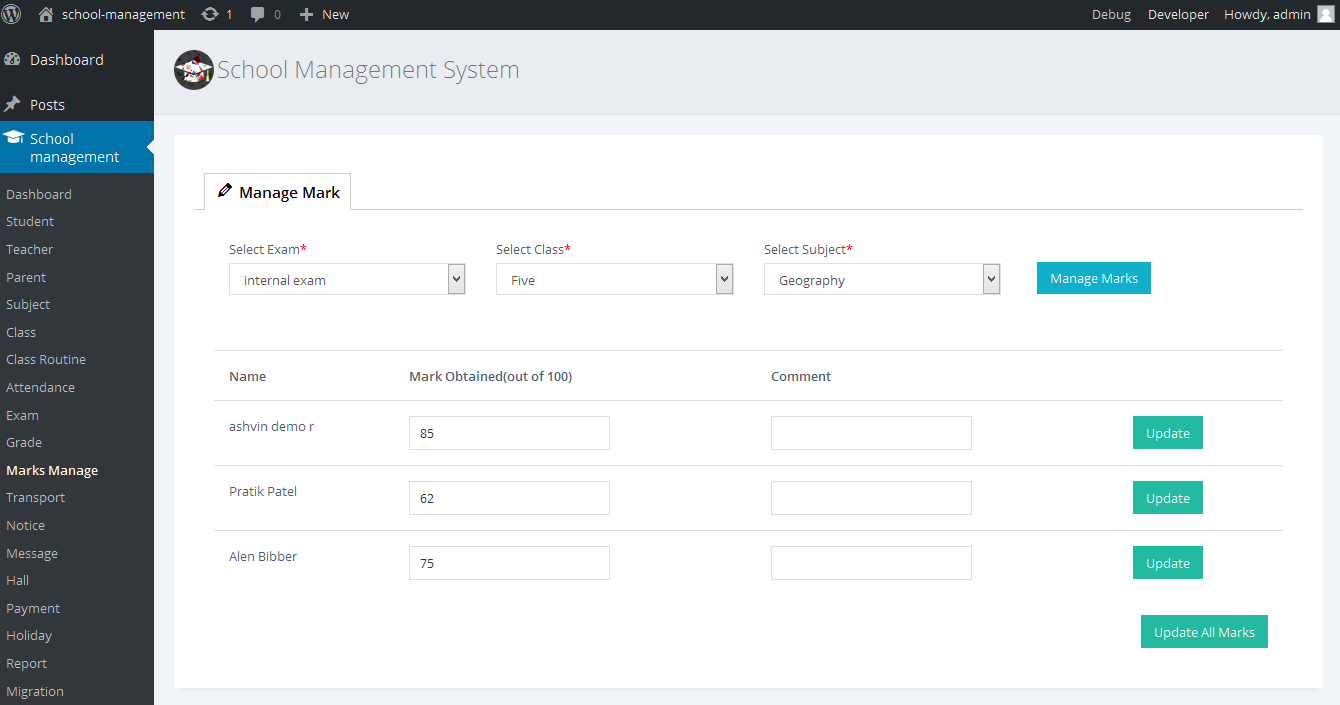 school-management 1 0 New Debug Developer Howdy, admin
Dashboard
Posts
School
management
Dashboard
Student
Teacher
Parent
Subject
Class
Class Routine
Attendance
Exam
Grade
Marks Manage
Transport
Notice
Message
Hall
Payment
Holiday
Report
Migration
School Management System
Manage Mark
Select Exam* Select Class* Select Subject*
internal exam Five Geography Manage Marks
Name Mark Obtained(out of 100) Comment
ashvin demo r 85 Update
Pratik Patel 62 Update
Alen Bibber 75 Update
Update All Marks